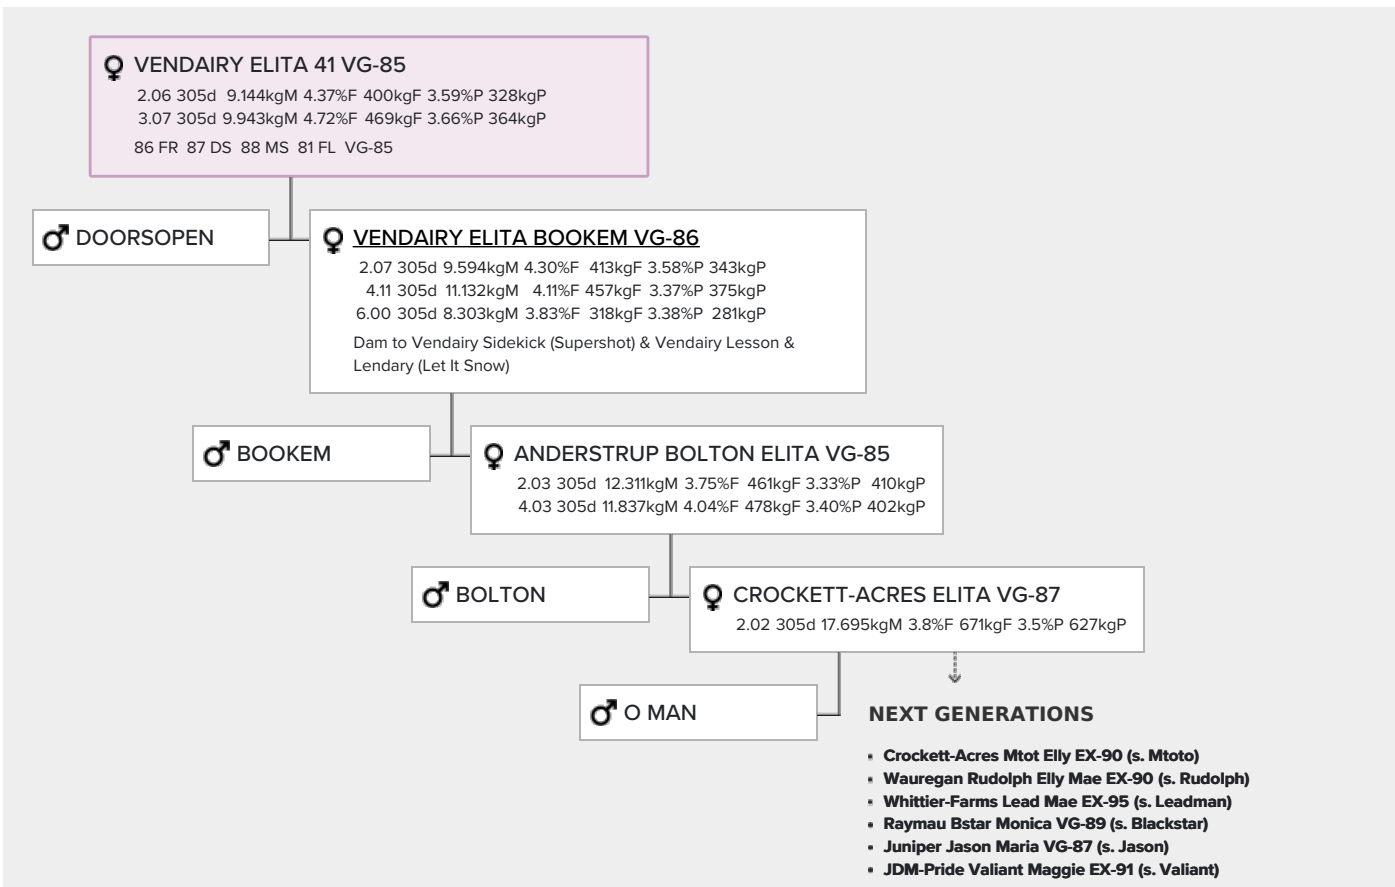 VENDAIRY ELITA 41 VG-85
2.06 305d 9.144kgM 4.37%F 400kgF 3.59%P 328kgP
3.07 305d 9.943kgM 4.72%F 469kgF 3.66%P 364kgP
86 FR 87 DS 88 MS 81 FL VG-85
DOORSOPEN
VENDAIRY ELITA BOOKEM VG-86
2.07 305d 9.594kgM 4.30%F 413kgF 3.58%P 343kgP
4.11 305d 11.132kgM 4.11%F 457kgF 3.37%P 375kgP
6.00 305d 8.303kgM 3.83%F 318kgF 3.38%P 281kgP
Dam to Vendairy Sidekick (Supershot) & Vendairy Lesson &
Lendary (Let It Snow)
BOOKEM
ANDERSTRUP BOLTON ELITA VG-85
2.03 305d 12.311kgM 3.75%F 461kgF 3.33%P 410kgP
4.03 305d 11.837kgM 4.04%F 478kgF 3.40%P 402kgP
BOLTON
CROCKETT-ACRES ELITA VG-87
2.02 305d 17.695kgM 3.8%F 671kgF 3.5%P 627kgP
O MAN
NEXT GENERATIONS
Crockett-Acres Mtot Elly EX-90 (s. Mtoto)
Wauregan Rudolph Elly Mae EX-90 (s. Rudolph)
Whittier-Farms Lead Mae EX-95 (s. Leadman)
Raymau Bstar Monica VG-89 (s. Blackstar)
Juniper Jason Maria VG-87 (s. Jason)
JDM-Pride Valiant Maggie EX-91 (s. Valiant)